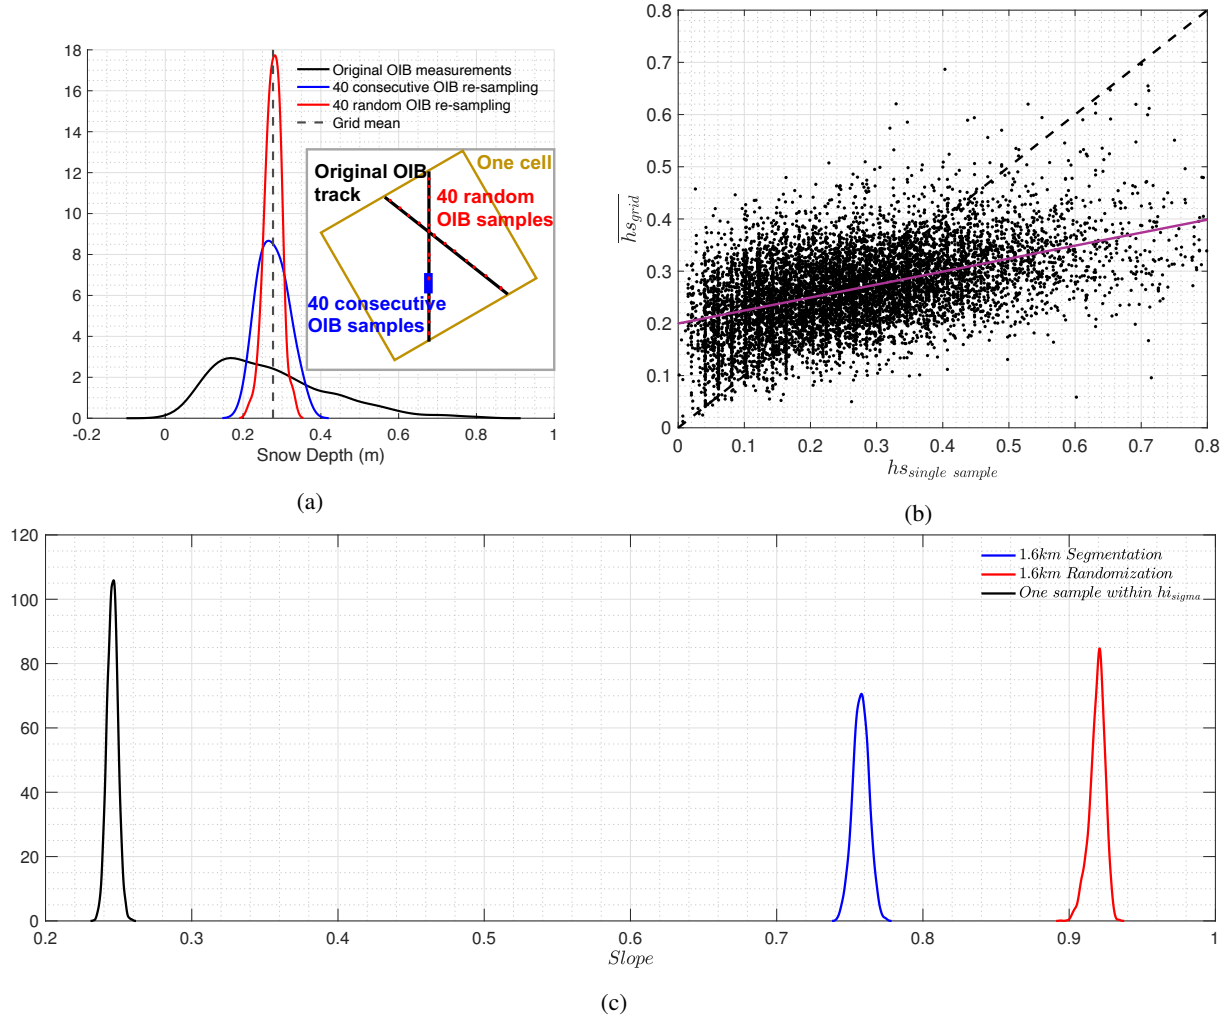 18
16
14
12
10
8
6
4
2
0
-0.2
0
0.2
0.4
0.6
0.8
1
Snow Depth (m)
Original OIB measurements
40 consecutive OIB re-sampling
40 random OIB re-sampling
Grid mean
One cell
Original OIB
track
40 random
OIB samples
40 consecutive
OIB samples
(a)
0.8
0.7
0.6
0.5
0.4
0.3
0.2
0.1
0
hs_grid
0
0.1
0.2
0.3
0.4
0.5
0.6
0.7
0.8
hs_single sample
(b)
120
100
80
60
40
20
0
0.2
0.3
0.4
0.5
0.6
0.7
0.8
0.9
1
Slope
1.6km Segmentation
1.6km Randomization
One sample within hi_sigma
(c)